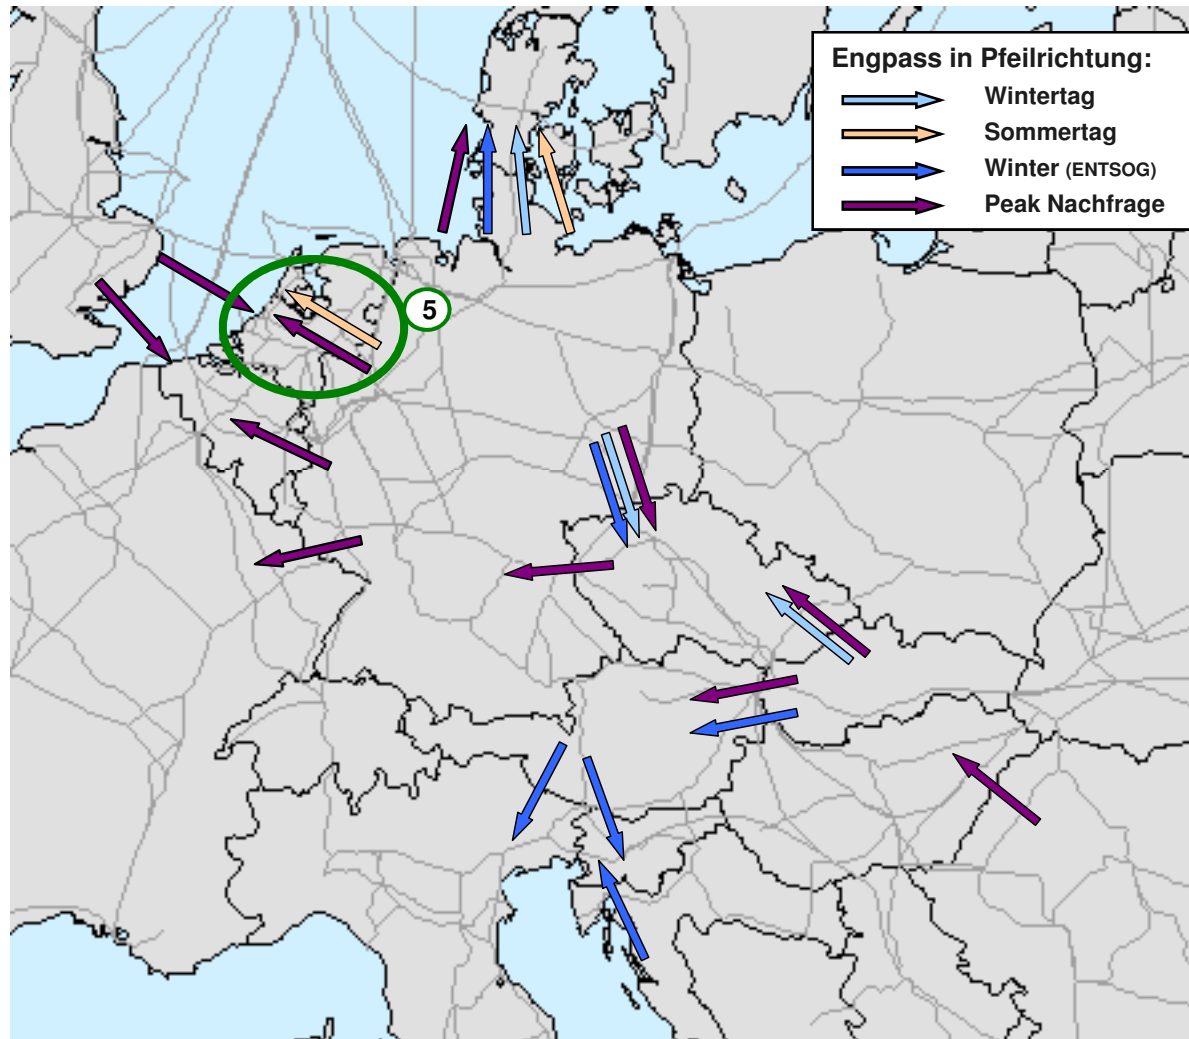 Engpass in Pfeilrichtung:
Wintertag
Sommertag
Winter (ENTSOG)
Peak Nachfrage
5